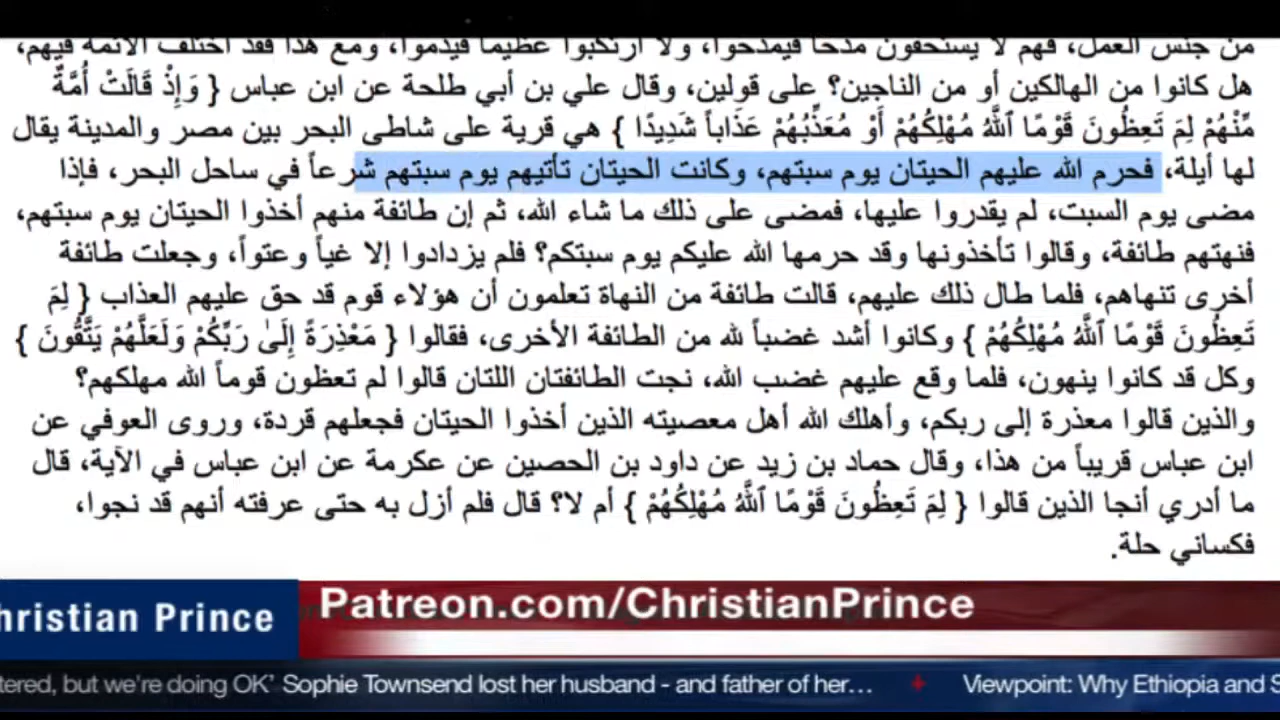 من جنس العمل، فهم لا يستحقون مدحاً فيمدحوا، ولا ارتكبوا عظيماً فيذموا، ومع هذا فقد اختلف الأئمة فيهم،
هل كانوا من الهالكين أو من الناجين؟ على قولين، وقال علي بن أبي طلحة عن ابن عباس { وَإِذْ قَالَتْ أُمَّةٌ
مِّنْهُمْ لِمَ تَعِظُونَ قَوْمًا ٱللَّهُ مُهْلِكُهُمْ أَوْ مُعَذِّبُهُمْ عَذَاباً شَدِيدًا } هي قرية على شاطى البحر بين مصر والمدينة يقال
لها أيلة، فحرم الله عليهم الحيتان يوم سبتهم، وكانت الحيتان تأتيهم يوم سبتهم شرعاً في ساحل البحر، فإذا
مضى يوم السبت، لم يقدروا عليها، فمضى على ذلك ما شاء الله، ثم إن طائفة منهم أخذوا الحيتان يوم سبتهم،
فنهتهم طائفة، وقالوا تأخذونها وقد حرمها الله عليكم يوم سبتكم؟ فلم يزدادوا إلا غياً وعتواً، وجعلت طائفة
أخرى تنهاهم، فلما طال ذلك عليهم، قالت طائفة من النهاة تعلمون أن هؤلاء قوم قد حق عليهم العذاب { لِمَ
تَعِظُونَ قَوْمًا ٱللَّهُ مُهْلِكُهُمْ } وكانوا أشد غضباً لله من الطائفة الأخرى، فقالوا { مَعْذِرَةً إِلَىٰ رَبِّكُمْ وَلَعَلَّهُمْ يَتَّقُونَ }
وكل قد كانوا ينهون، فلما وقع عليهم غضب الله، نجت الطائفتان اللتان قالوا لم تعظون قوماً الله مهلكهم؟
والذين قالوا معذرة إلى ربكم، وأهلك الله أهل معصيته الذين أخذوا الحيتان فجعلهم قردة، وروى العوفي عن
ابن عباس قريباً من هذا، وقال حماد بن زيد عن داود بن الحصين عن عكرمة عن ابن عباس في الآية، قال
ما أدري أنجا الذين قالوا { لِمَ تَعِظُونَ قَوْمًا ٱللَّهُ مُهْلِكُهُمْ } أم لا؟ قال فلم أزل به حتى عرفته أنهم قد نجوا،
فكساني حلة.
hristian Prince
Patreon.com/ChristianPrince
tered, but we're doing OK' Sophie Townsend lost her husband - and father of her... Viewpoint: Why Ethiopia and S